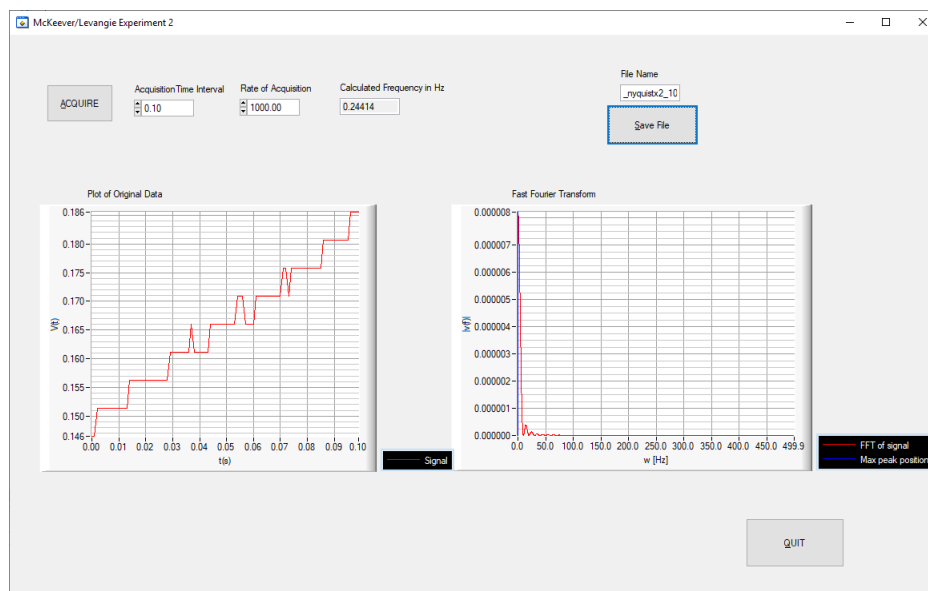 McKeever/Levangie Experiment 2
File Name
Acquisition Time Interval Rate of Acquisition Calculated Frequency in Hz
ACQUIRE
0.10 1000.00 0.24414
_nyquistx2_10
Save File
Plot of Original Data
0.186
0.180
0.175
0.170
0.165
0.160
0.155
0.150
0.146
V(t)
0.00 0.01 0.02 0.03 0.04 0.05 0.06 0.07 0.08 0.09 0.10
t(s)
Signal
Fast Fourier Transform
0.000008
0.000007
0.000006
0.000005
0.000004
0.000003
0.000002
0.000001
0.000000
|v(f)|
0.0 50.0 100.0 150.0 200.0 250.0 300.0 350.0 400.0 450.0 499.9
w [Hz]
FFT of signal
Max peak position
QUIT